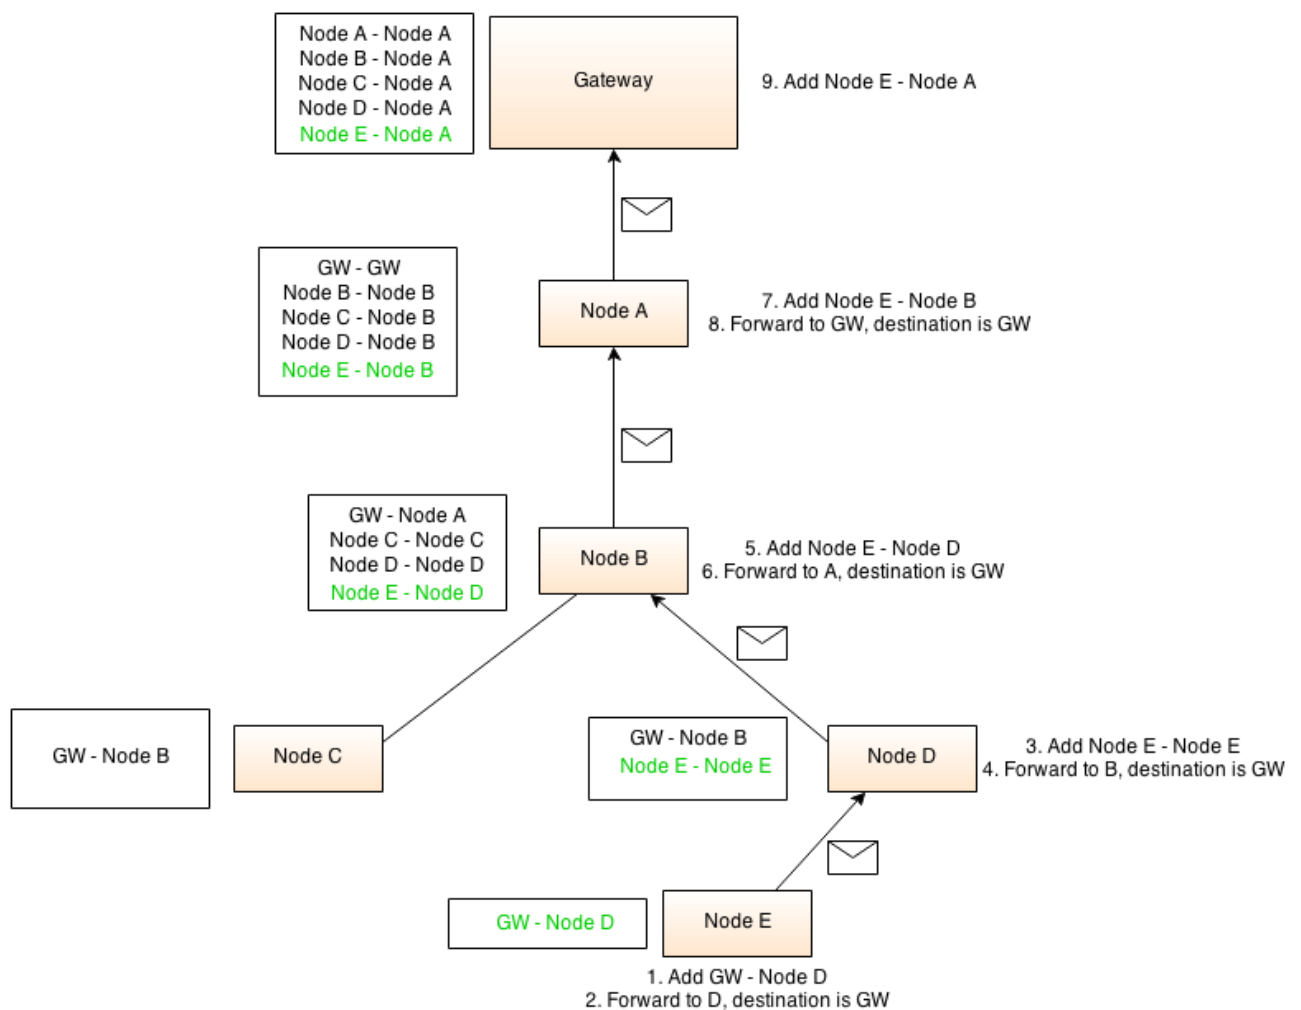 Node A - Node A
Node B - Node A
Node C - Node A
Node D - Node A
Node E - Node A
Gateway
9. Add Node E - Node A
GW - GW
Node B - Node B
Node C - Node B
Node D - Node B
Node E - Node B
Node A
7. Add Node E - Node B
8. Forward to GW, destination is GW
GW - Node A
Node C - Node C
Node D - Node D
Node E - Node D
Node B
5. Add Node E - Node D
6. Forward to A, destination is GW
GW - Node B
Node C
GW - Node B
Node E - Node E
Node D
3. Add Node E - Node E
4. Forward to B, destination is GW
GW - Node D
Node E
1. Add GW - Node D
2. Forward to D, destination is GW